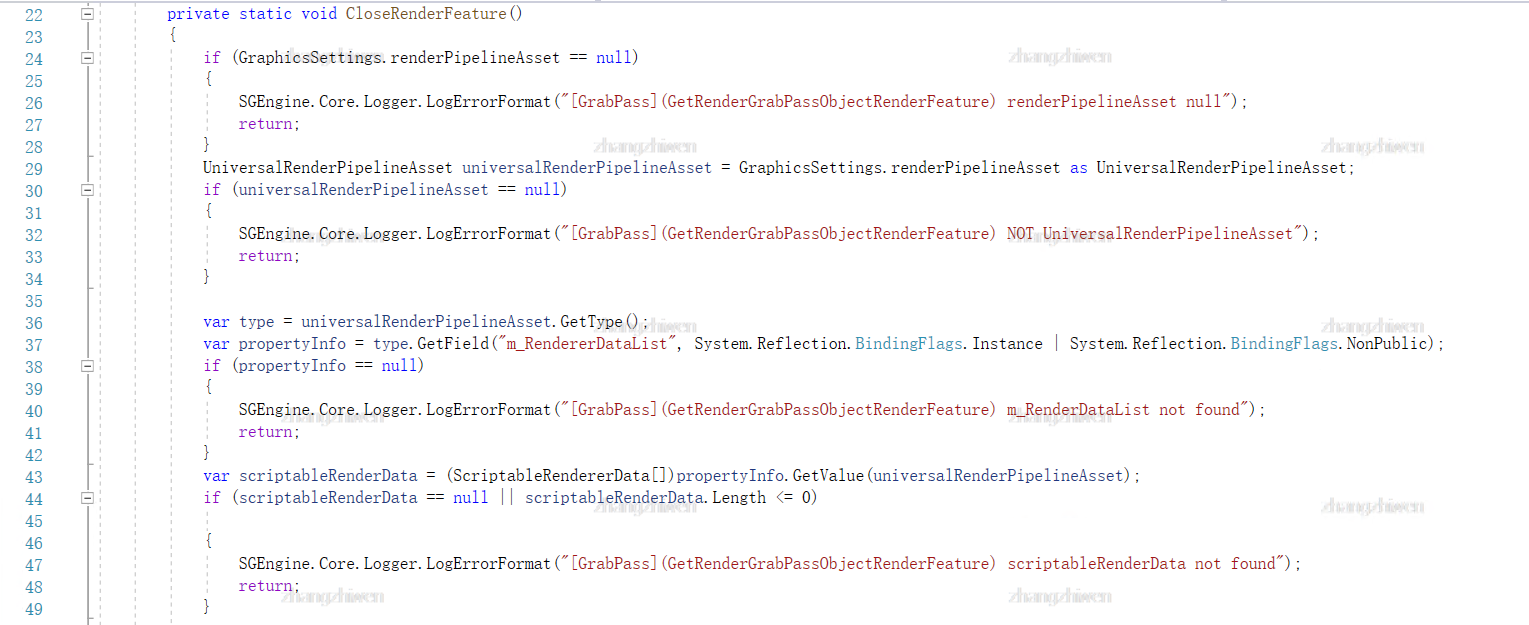 22 private static void CloseRenderFeature()
23 {
24 if (GraphicsSettings.renderPipelineAsset == null)
25 {
26 SGEngine.Core.Logger.LogErrorFormat("[GrabPass](GetRenderGrabPassObjectRenderFeature) renderPipelineAsset null");
27 return;
28 }
29 UniversalRenderPipelineAsset universalRenderPipelineAsset = GraphicsSettings.renderPipelineAsset as UniversalRenderPipelineAsset;
30 if (universalRenderPipelineAsset == null)
31 {
32 SGEngine.Core.Logger.LogErrorFormat("[GrabPass](GetRenderGrabPassObjectRenderFeature) NOT UniversalRenderPipelineAsset");
33 return;
34 }
35
36 var type = universalRenderPipelineAsset.GetType();
37 var propertyInfo = type.GetField("m_RendererDataList", System.Reflection.BindingFlags.Instance | System.Reflection.BindingFlags.NonPublic);
38 if (propertyInfo == null)
39 {
40 SGEngine.Core.Logger.LogErrorFormat("[GrabPass](GetRenderGrabPassObjectRenderFeature) m_RenderDataList not found");
41 return;
42 }
43 var scriptableRenderData = (ScriptableRendererData[])propertyInfo.GetValue(universalRenderPipelineAsset);
44 if (scriptableRenderData == null || scriptableRenderData.Length <= 0)
45
46 {
47 SGEngine.Core.Logger.LogErrorFormat("[GrabPass](GetRenderGrabPassObjectRenderFeature) scriptableRenderData not found");
48 return;
49 }